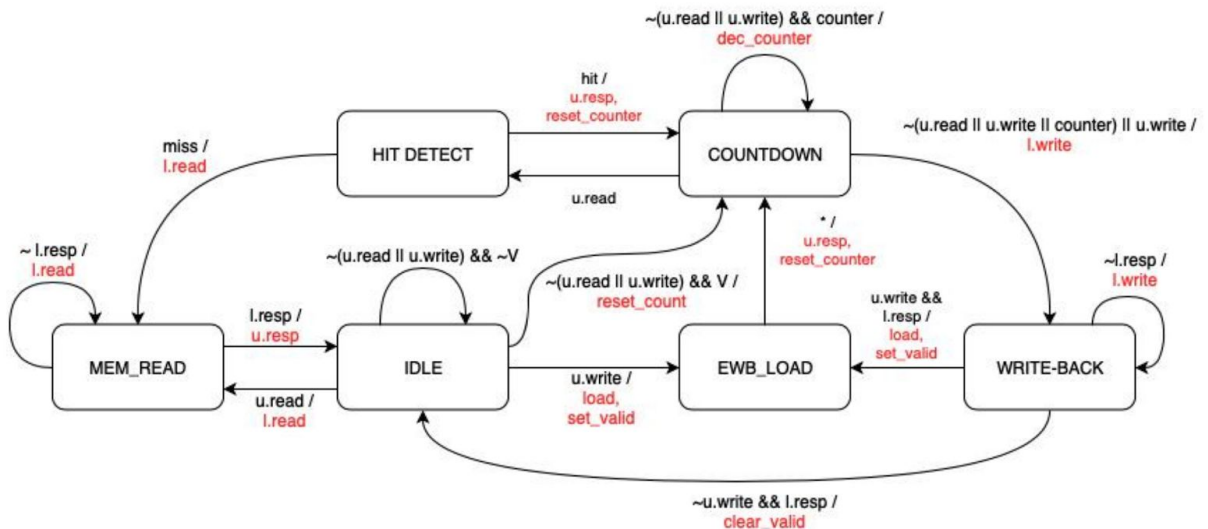 ~(u.read || u.write) && counter /
dec_counter
hit /
u.resp,
reset_counter
~(u.read || u.write || counter) || u.write /
l.write
miss /
l.read
HIT DETECT
COUNTDOWN
u.read
* /
u.resp,
reset_counter
~ l.resp /
l.read
~(u.read || u.write) && ~V
~(u.read || u.write) && V /
reset_count
~l.resp /
l.write
l.resp /
u.resp
u.write &&
l.resp /
load,
set_valid
MEM_READ
IDLE
EWB_LOAD
WRITE-BACK
u.read /
l.read
u.write /
load,
set_valid
~u.write && l.resp /
clear_valid